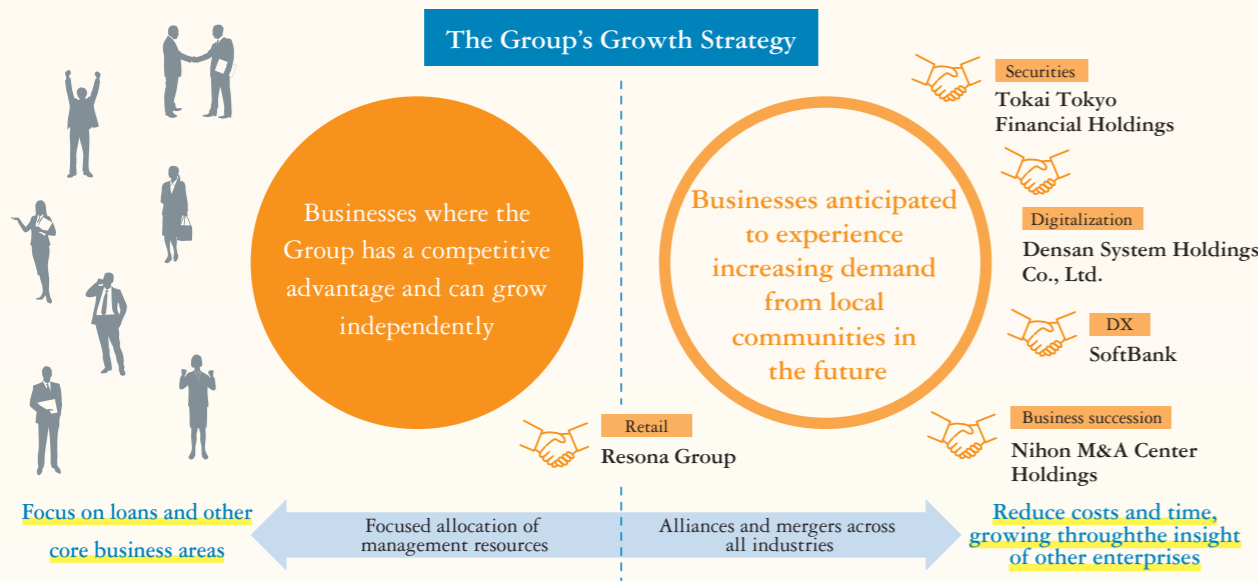 The Group's Growth Strategy
Businesses where the
Group has a competitive
advantage and can grow
independently
Businesses anticipated
to experience
increasing demand
from local
communities in
the future
Securities
Tokai Tokyo
Financial Holdings
Digitalization
Densan System Holdings
Co., Ltd.
DX
SoftBank
Business succession
Nihon M&A Center
Holdings
Retail
Resona Group
Focus on loans and other
core business areas
Focused allocation of
management resources
Alliances and mergers across
all industries
Reduce costs and time,
growing throughthe insight
of other enterprises